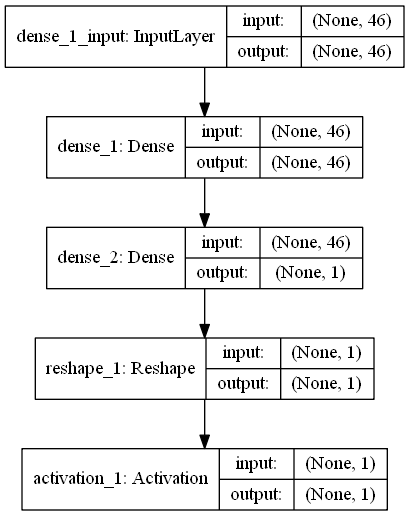 dense_1_input: InputLayer
input: (None, 46)
output: (None, 46)
dense_1: Dense
input: (None, 46)
output: (None, 46)
dense_2: Dense
input: (None, 46)
output: (None, 1)
reshape_1: Reshape
input: (None, 1)
output: (None, 1)
activation_1: Activation
input: (None, 1)
output: (None, 1)